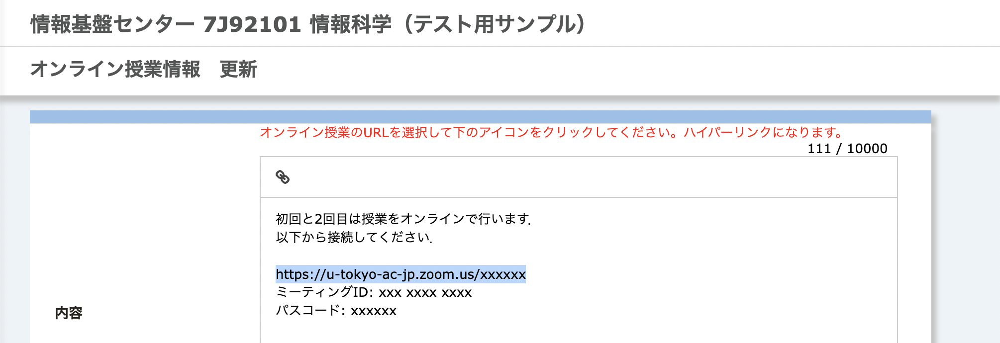 情報基盤センター 7J92101 情報科学（テスト用サンプル）
オンライン授業情報　更新
オンライン授業のURLを選択して下のアイコンをクリックしてください。ハイパーリンクになります。
111 / 10000
初回と2回目は授業をオンラインで行います.
以下から接続してください.
https://u-tokyo-ac-jp.zoom.us/xxxxxx
ミーティングID: xxx xxxx xxxx
内容
パスコード: xxxxxx